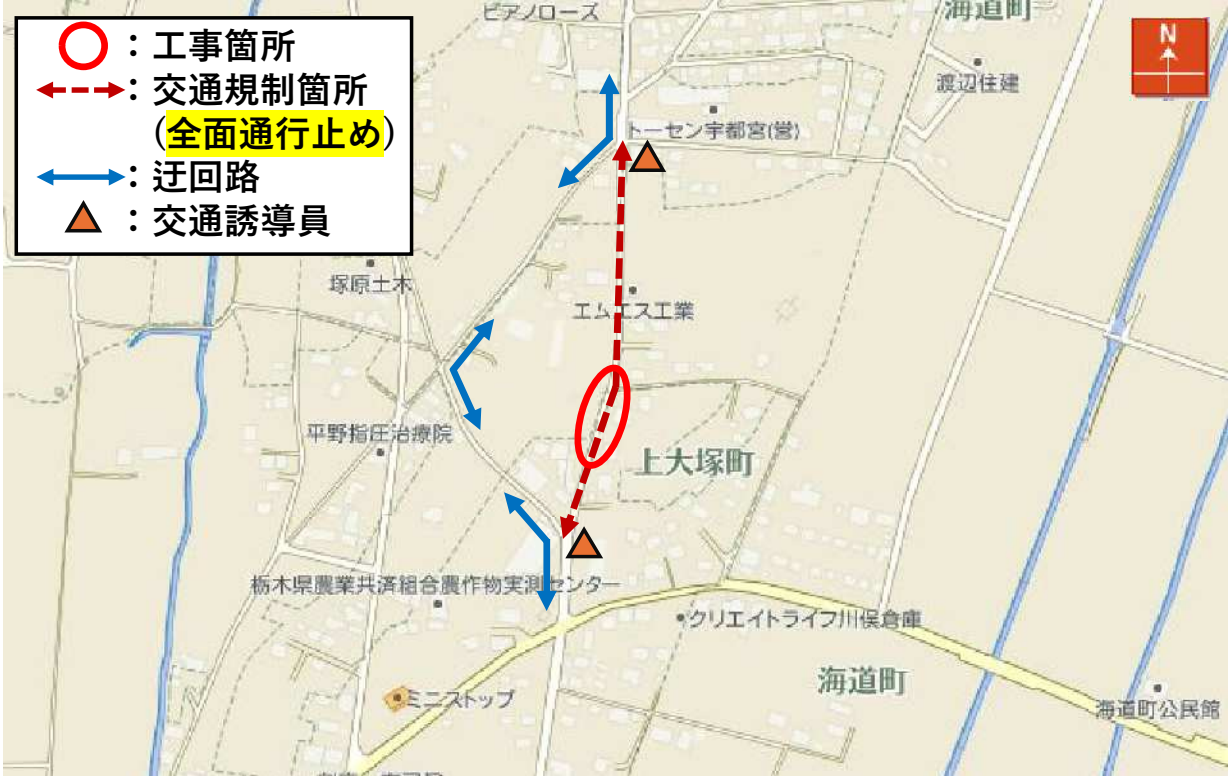 ：工事箇所
：交通規制箇所
(全面通行止め)
：迂回路
：交通誘導員
ピアノローズ
海道町
N
渡辺住建
トーセン宇都宮(営)
塚原土木
エムエス工業
平野指圧治療院
上大塚町
栃木県農業共済組合農作物実測センター
クリエイトライフ川俣倉庫
海道町
ミニストップ
海道町公民館